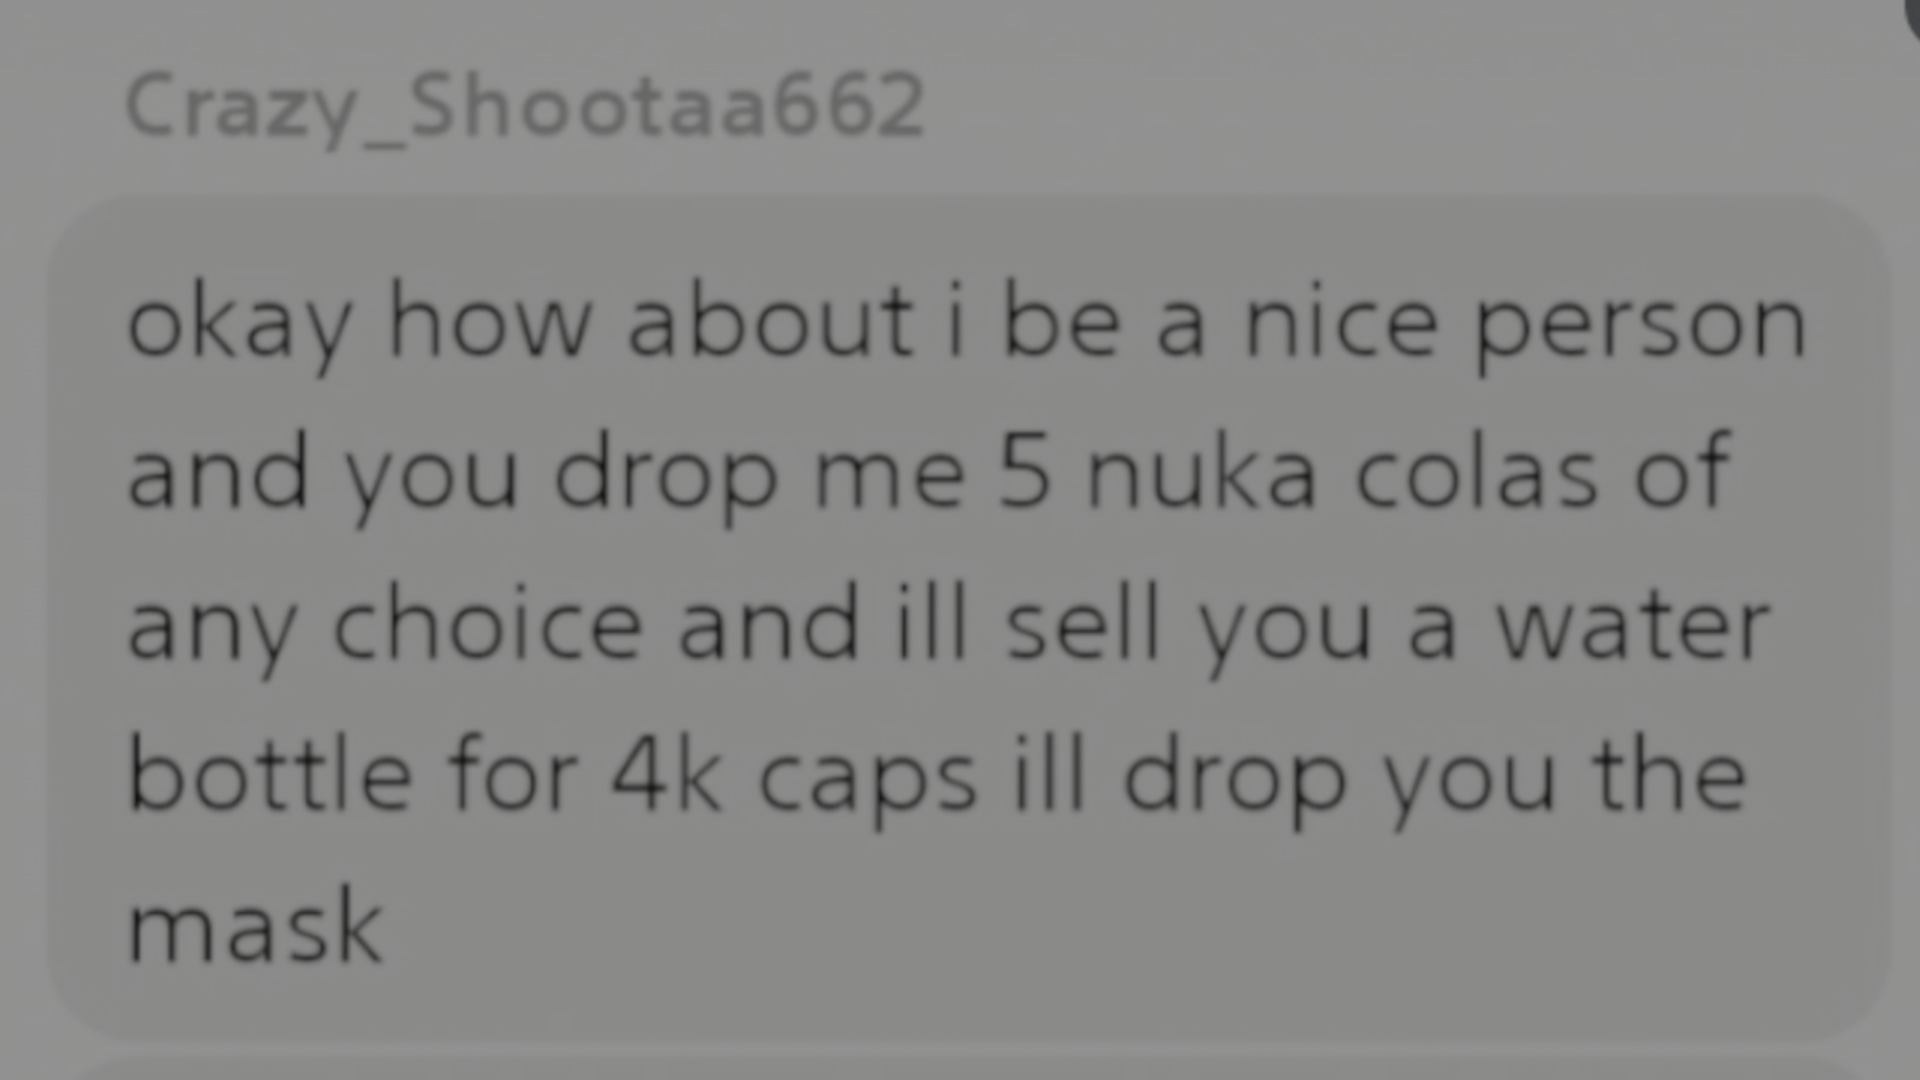 Crazy_Shootaa662
okay how about i be a nice person
and you drop me 5 nuka colas of
any choice and ill sell you a water
bottle for 4k caps ill drop you the
mask